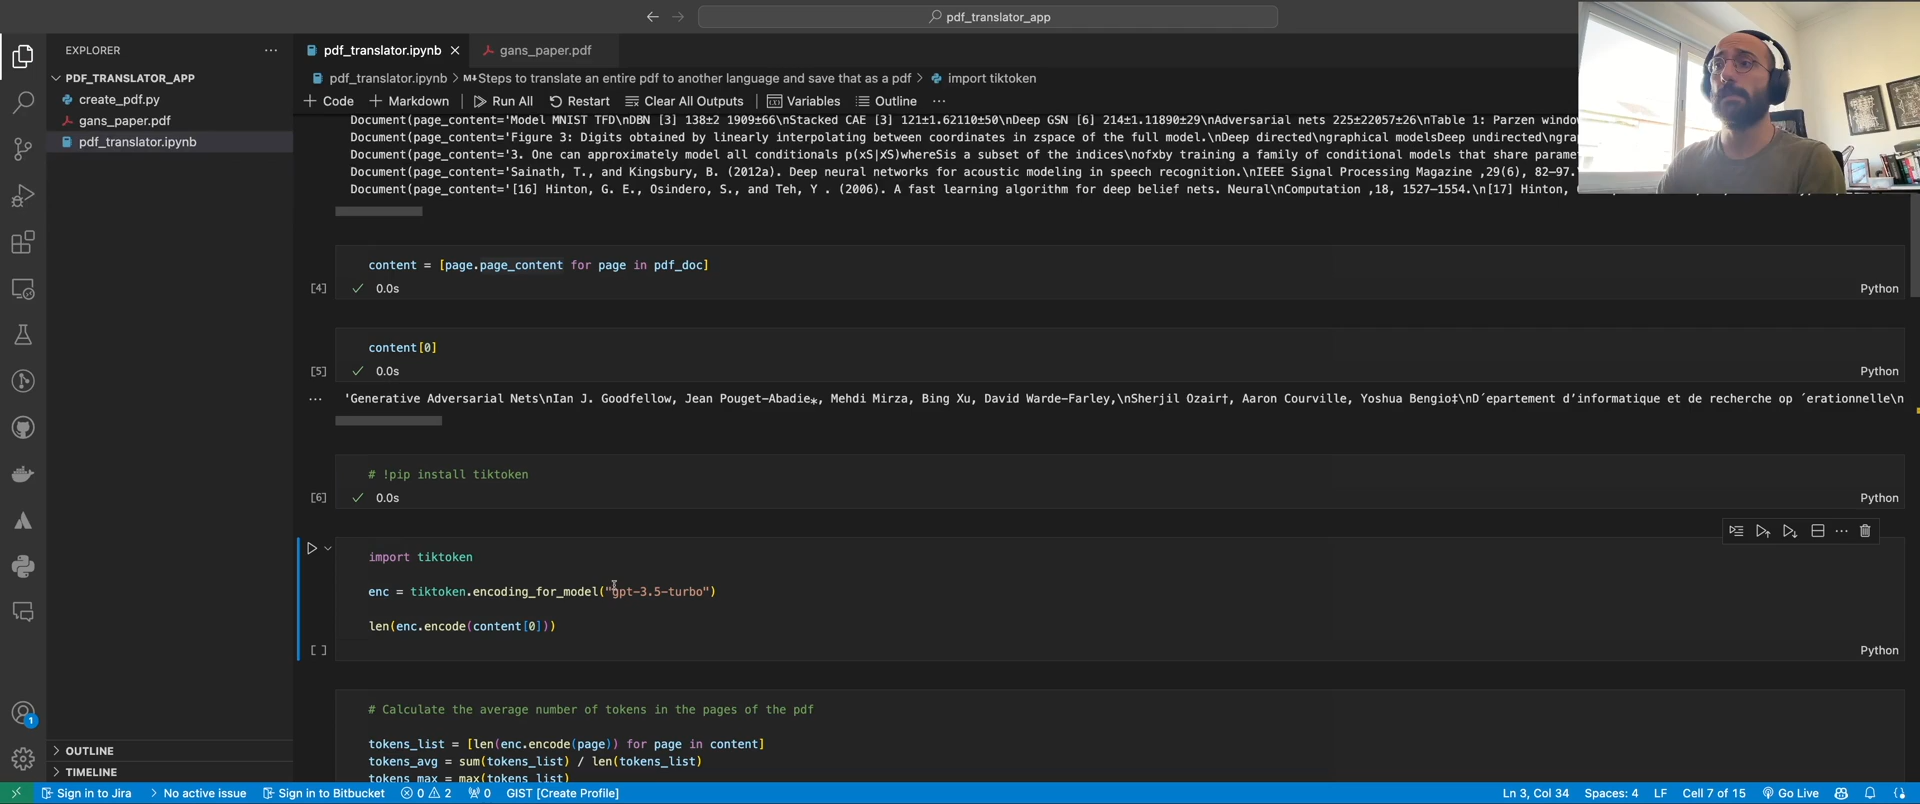 pdf_translator_app
EXPLORER
PDF_TRANSLATOR_APP
create_pdf.py
gans_paper.pdf
pdf_translator.ipynb
OUTLINE
TIMELINE
pdf_translator.ipynb
gans_paper.pdf
pdf_translator.ipynb > M↓Steps to translate an entire pdf to another language and save that as a pdf > import tiktoken
+ Code + Markdown Run All Restart Clear All Outputs Variables Outline ...
Document(page_content='Model MNIST TFD\nDBN [3] 138±2 1909±66\nStacked CAE [3] 121±1.62110±50\nDeep GSN [6] 214±1.11890±29\nAdversarial nets 225±22057±26\nTable 1: Parzen window
Document(page_content='Figure 3: Digits obtained by linearly interpolating between coordinates in zspace of the full model.\nDeep directed\ngraphical modelsDeep undirected\ngra
Document(page_content='3. One can approximately model all conditionals p(xS|xS)whereSis a subset of the indices\nofxby training a family of conditional models that share parame
Document(page_content='Sainath, T., and Kingsbury, B. (2012a). Deep neural networks for acoustic modeling in speech recognition.\nIEEE Signal Processing Magazine ,29(6), 82–97.
Document(page_content='[16] Hinton, G. E., Osindero, S., and Teh, Y . (2006). A fast learning algorithm for deep belief nets. Neural\nComputation ,18, 1527–1554.\n[17] Hinton,
content = [page.page_content for page in pdf_doc]
[4] 0.0s Python
content[0]
[5] 0.0s Python
... 'Generative Adversarial Nets\nIan J. Goodfellow, Jean Pouget-Abadie∗, Mehdi Mirza, Bing Xu, David Warde-Farley,\nSherjil Ozair†, Aaron Courville, Yoshua Bengio‡\nD´epartement d’informatique et de recherche op ´erationnelle\n
# !pip install tiktoken
[6] 0.0s Python
import tiktoken
enc = tiktoken.encoding_for_model("gpt-3.5-turbo")
len(enc.encode(content[0]))
[ ] Python
# Calculate the average number of tokens in the pages of the pdf
tokens_list = [len(enc.encode(page)) for page in content]
tokens_avg = sum(tokens_list) / len(tokens_list)
tokens_max = max(tokens_list)
1
Sign in to Jira No active issue Sign in to Bitbucket 0 2 0 GIST [Create Profile] Ln 3, Col 34 Spaces: 4 LF Cell 7 of 15 Go Live